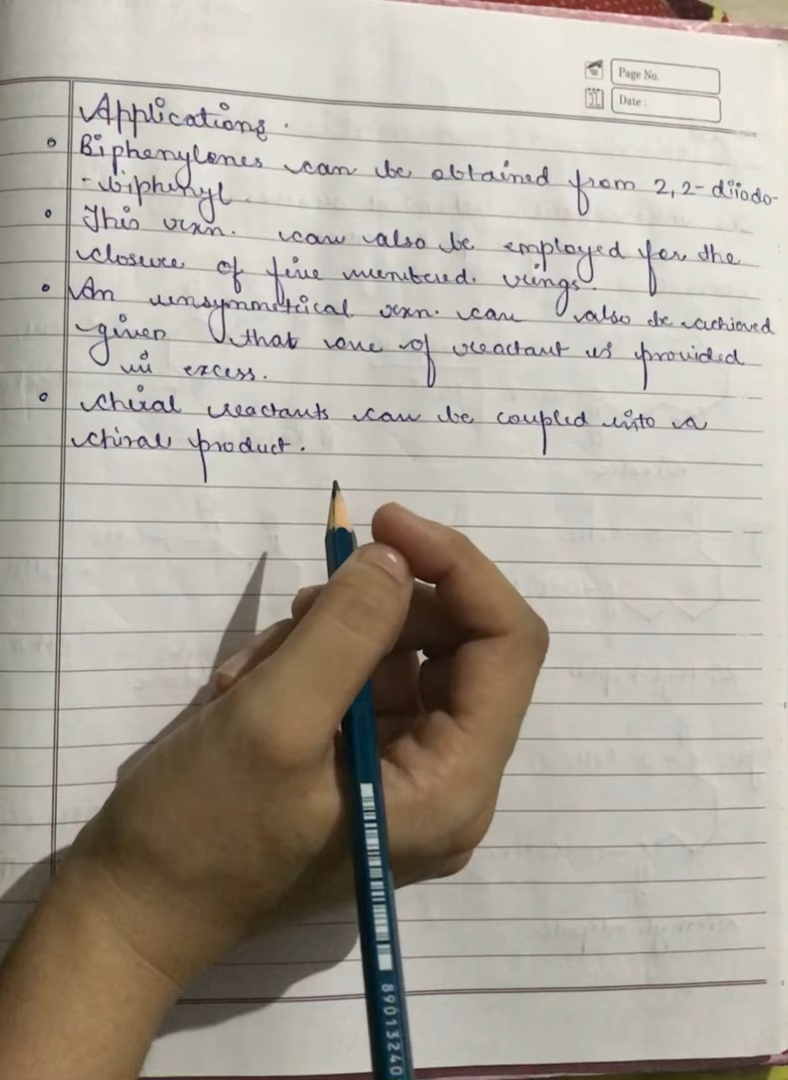 Page No.
Date :
Applications.
Biphenylenes can be obtained from 2,2-diiodo-
-biphenyl.
This rxn. can also be employed for the
closure of five membered. rings.
An unsymmetrical rxn. can also be achieved
given that one of reactant is provided
in excess.
chiral reactants can be coupled into a
chiral product.
89013240